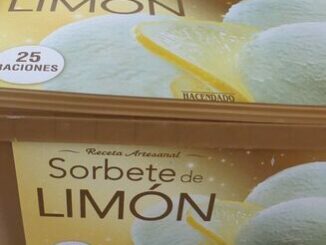 LIMÓN
25
RACIONES
HACENDADO
Receta Artesanal
Sorbete de
LIMÓN